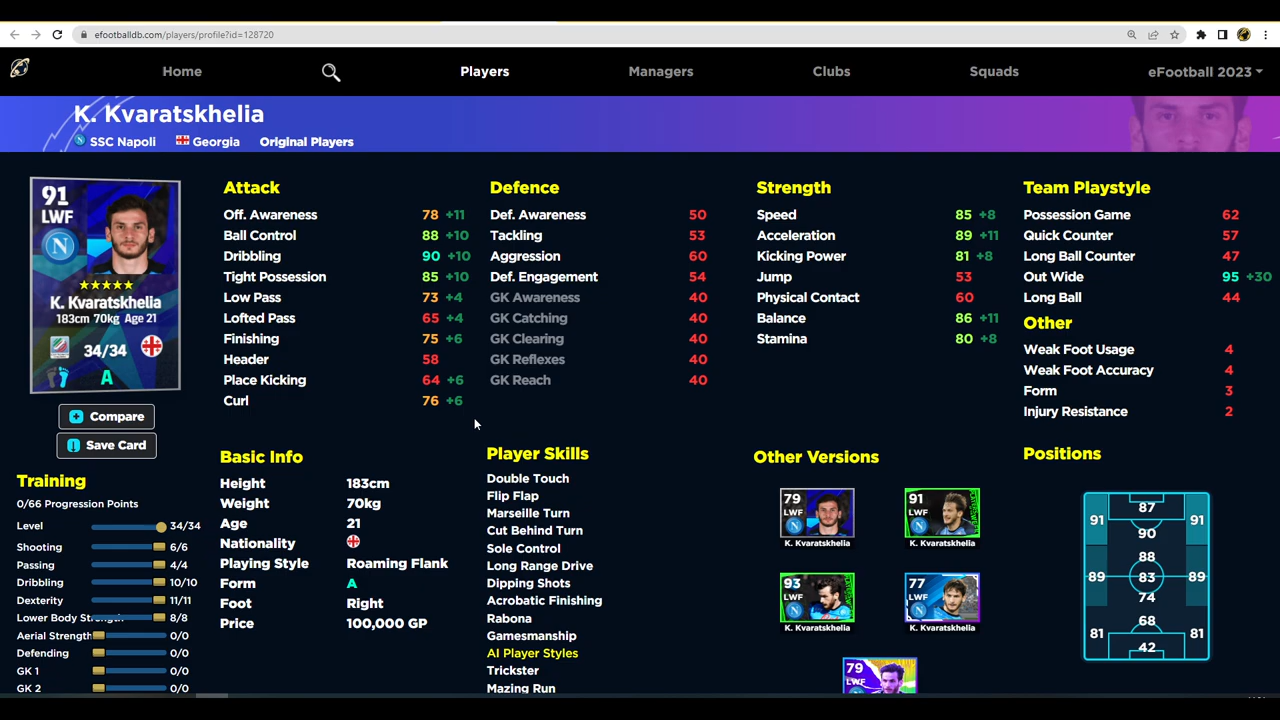 efootballdb.com/players/profile?id=128720
Home
Players
Managers
Clubs
Squads
eFootball 2023
K. Kvaratskhelia
SSC Napoli Georgia Original Players
91
LWF
K. Kvaratskhelia
183cm 70kg Age 21
34/34
A
Compare
Save Card
Training
0/66 Progression Points
Level 34/34
Shooting 6/6
Passing 4/4
Dribbling 10/10
Dexterity 11/11
Lower Body Strength 8/8
Aerial Strength 0/0
Defending 0/0
GK 1 0/0
GK 2 0/0
Attack
Off. Awareness 78 +11
Ball Control 88 +10
Dribbling 90 +10
Tight Possession 85 +10
Low Pass 73 +4
Lofted Pass 65 +4
Finishing 75 +6
Header 58
Place Kicking 64 +6
Curl 76 +6
Defence
Def. Awareness 50
Tackling 53
Aggression 60
Def. Engagement 54
GK Awareness 40
GK Catching 40
GK Clearing 40
GK Reflexes 40
GK Reach 40
Strength
Speed 85 +8
Acceleration 89 +11
Kicking Power 81 +8
Jump 53
Physical Contact 60
Balance 86 +11
Stamina 80 +8
Team Playstyle
Possession Game 62
Quick Counter 57
Long Ball Counter 47
Out Wide 95 +30
Long Ball 44
Other
Weak Foot Usage 4
Weak Foot Accuracy 4
Form 3
Injury Resistance 2
Basic Info
Height 183cm
Weight 70kg
Age 21
Nationality
Playing Style Roaming Flank
Form A
Foot Right
Price 100,000 GP
Player Skills
Double Touch
Flip Flap
Marseille Turn
Cut Behind Turn
Sole Control
Long Range Drive
Dipping Shots
Acrobatic Finishing
Rabona
Gamesmanship
AI Player Styles
Trickster
Mazing Run
Other Versions
79
LWF
K. Kvaratskhelia
91
LWF
K. Kvaratskhelia
93
LWF
K. Kvaratskhelia
77
LWF
K. Kvaratskhelia
79
LWF
Positions
87
91 91
90
88
89 83 89
74
68
81 81
42